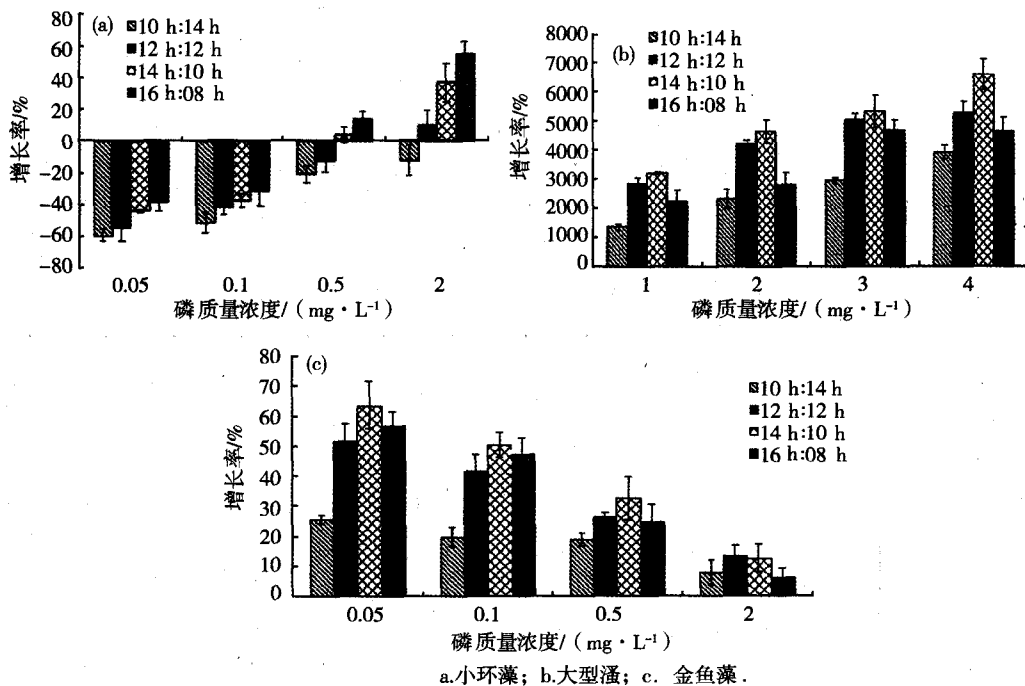 (a)
10 h:14 h
12 h:12 h
14 h:10 h
16 h:08 h
80
60
40
20
0
−20
−40
−60
−80
增长率/%
0.05 0.1 0.5 2
磷质量浓度/（mg·L⁻¹）
(b)
10 h:14 h
12 h:12 h
14 h:10 h
16 h:08 h
8000
7000
6000
5000
4000
3000
2000
1000
0
增长率/%
1 2 3 4
磷质量浓度/（mg·L⁻¹）
(c)
10 h:14 h
12 h:12 h
14 h:10 h
16 h:08 h
80
70
60
50
40
30
20
10
0
增长率/%
0.05 0.1 0.5 2
磷质量浓度/（mg·L⁻¹）
a.小环藻；b.大型溞；c. 金鱼藻.